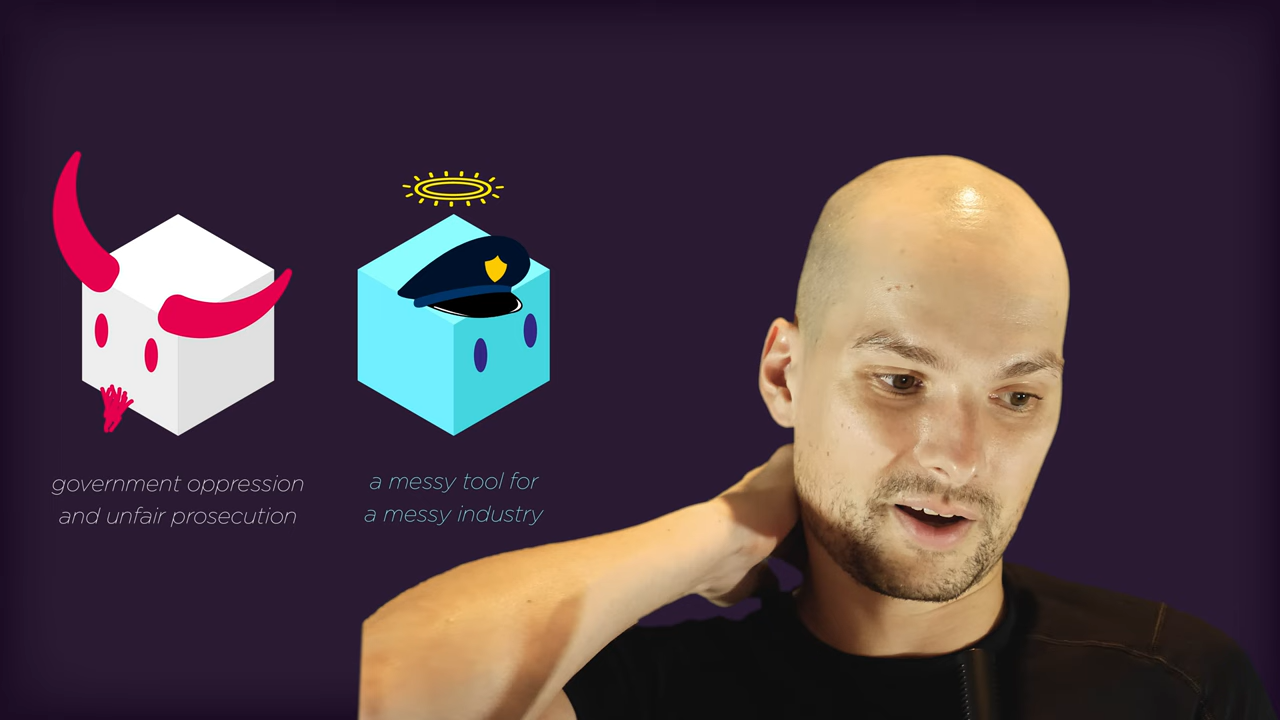 government oppression
and unfair prosecution
a messy tool for
a messy industry